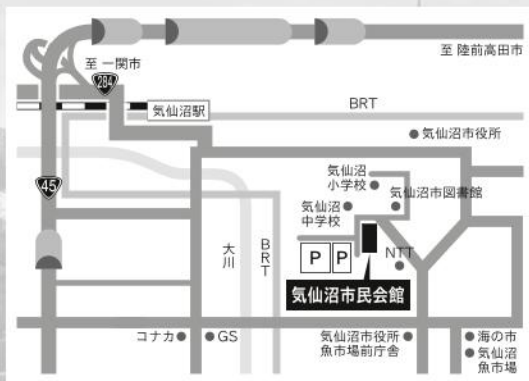 至 陸前高田市
至 一関市
284
BRT
気仙沼駅
気仙沼市役所
気仙沼
小学校
45
気仙沼市図書館
気仙沼
中学校
大川
BRT
P P
NTT
気仙沼市民会館
コナカ
GS
気仙沼市役所
魚市場前庁舎
海の市
気仙沼
魚市場